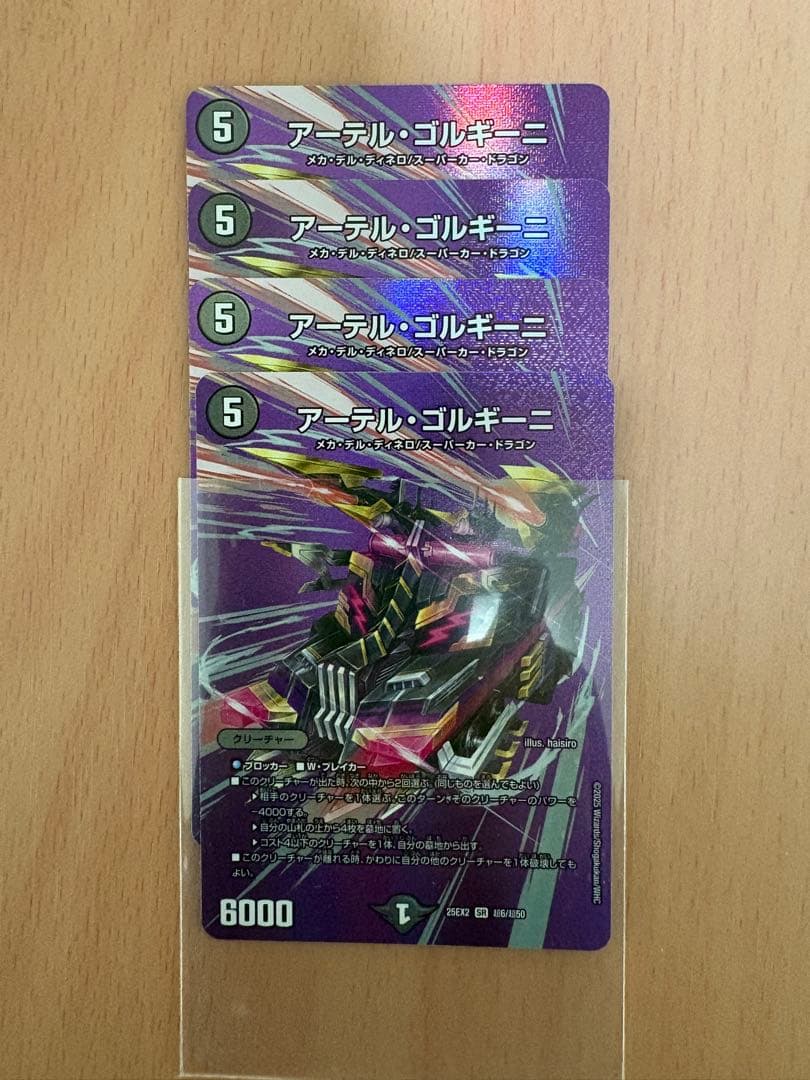 5
アーテル・ゴルギーニ
メカ・デル・ディネロ/スーパーカー・ドラゴン
5
アーテル・ゴルギーニ
メカ・デル・ディネロ/スーパーカー・ドラゴン
5
アーテル・ゴルギーニ
メカ・デル・ディネロ/スーパーカー・ドラゴン
5
アーテル・ゴルギーニ
メカ・デル・ディネロ/スーパーカー・ドラゴン
クリーチャー
illus. haisiro
ブロッカー ■W・ブレイカー
■このクリーチャーが出た時、次の中から2回選ぶ。(同じものを選んでもよい)
▶相手のクリーチャーを1体選ぶ。このターン、そのクリーチャーのパワーを
-4000する。
▶自分の山札の上から4枚を墓地に置く。
▶コスト4以下のクリーチャーを1体、自分の墓地から出す。
■このクリーチャーが離れる時、かわりに自分の他のクリーチャーを1体破壊しても
よい。
©2025 Wizards/Shogakukan/WHC
6000
1
25EX2 SR 超6/超50